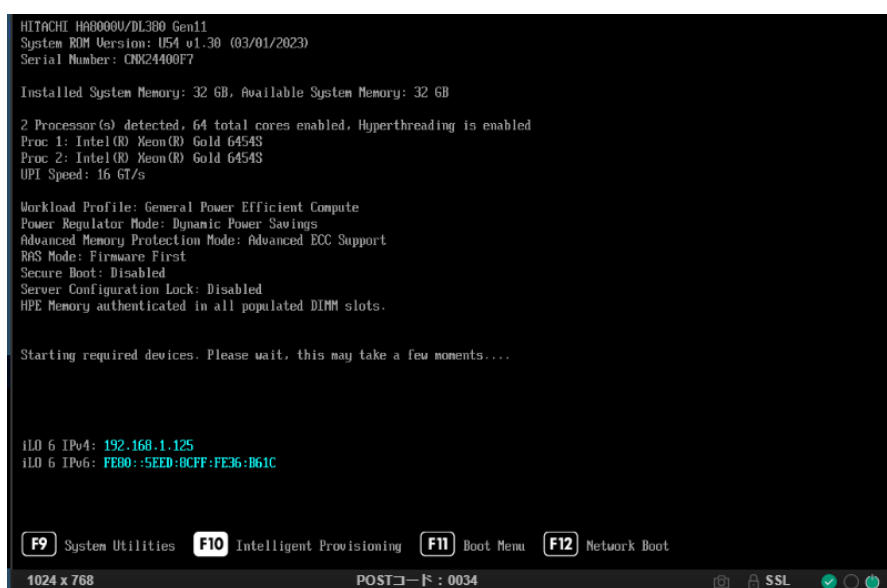 HITACHI HA8000V/DL380 Gen11
System ROM Version: U54 v1.30 (03/01/2023)
Serial Number: CNX24400F7
Installed System Memory: 32 GB, Available System Memory: 32 GB
2 Processor(s) detected, 64 total cores enabled, Hyperthreading is enabled
Proc 1: Intel(R) Xeon(R) Gold 6454S
Proc 2: Intel(R) Xeon(R) Gold 6454S
UPI Speed: 16 GT/s
Workload Profile: General Power Efficient Compute
Power Regulator Mode: Dynamic Power Savings
Advanced Memory Protection Mode: Advanced ECC Support
RAS Mode: Firmware First
Secure Boot: Disabled
Server Configuration Lock: Disabled
HPE Memory authenticated in all populated DIMM slots.
Starting required devices. Please wait, this may take a few moments....
iLO 6 IPv4: 192.168.1.125
iLO 6 IPv6: FE80::5EED:8CFF:FE36:B61C
F9 System Utilities F10 Intelligent Provisioning F11 Boot Menu F12 Network Boot
1024 x 768 POSTコード : 0034 SSL